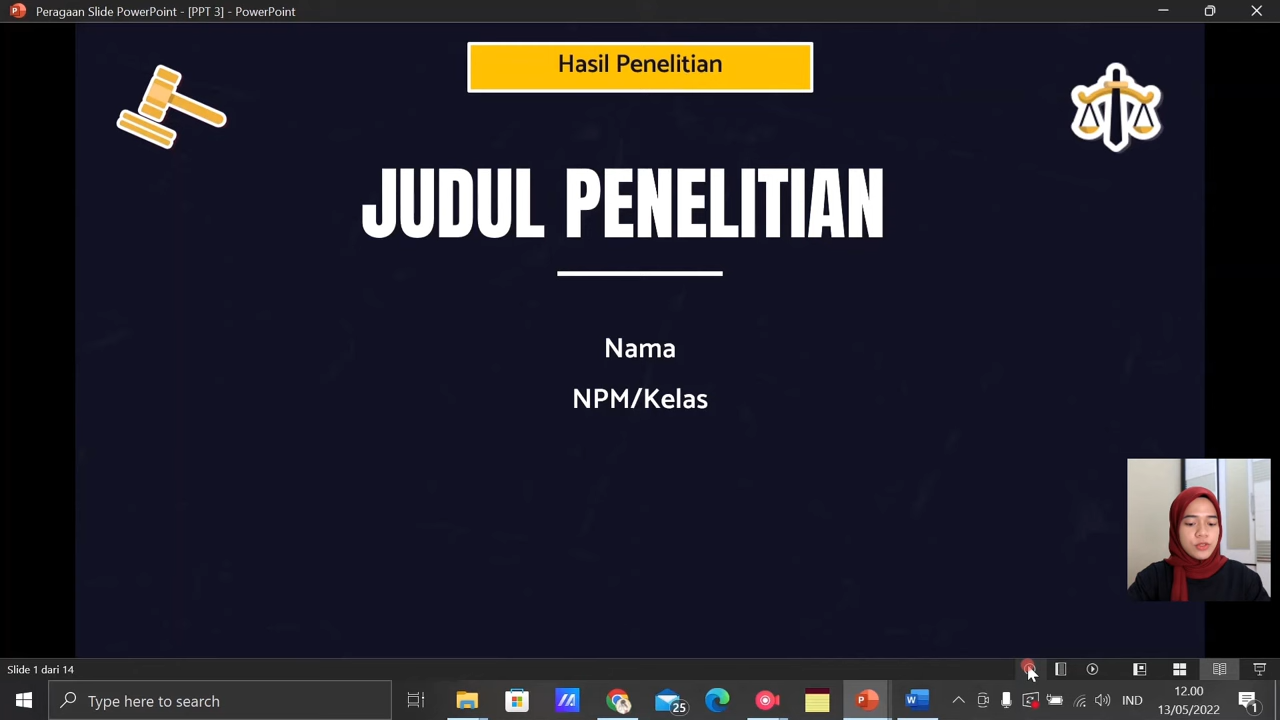 Peragaan Slide PowerPoint - [PPT 3] - PowerPoint
Hasil Penelitian
JUDUL PENELITIAN
Nama
NPM/Kelas
Slide 1 dari 14
Type here to search
25
IND
12.00
13/05/2022
1